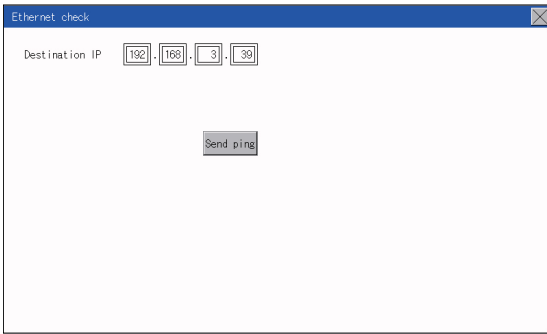 Ethernet check
Destination IP 192.168.3.39
Send ping